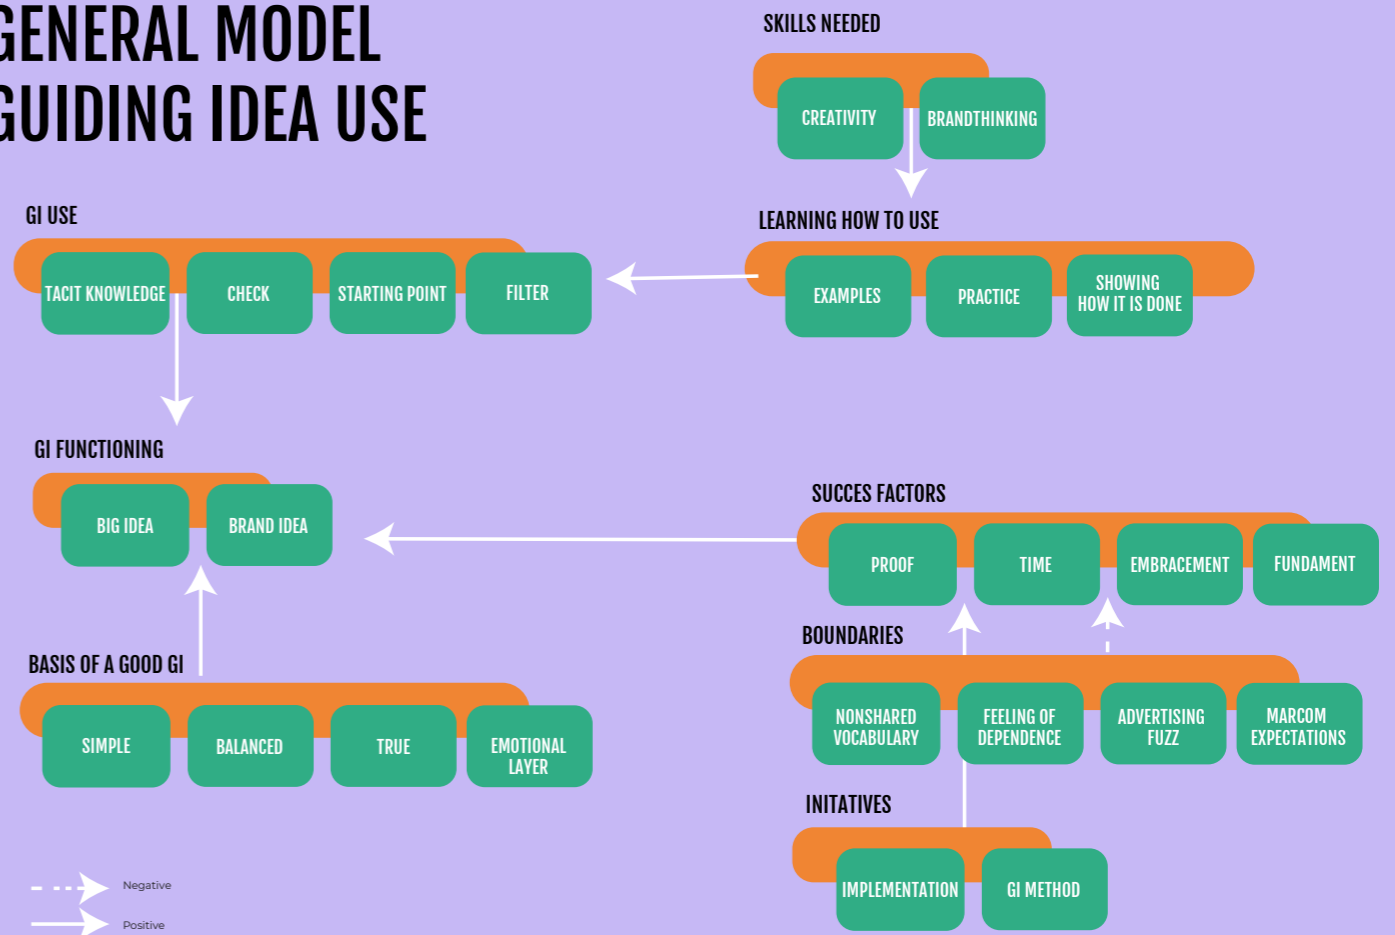 GENERAL MODEL
GUIDING IDEA USE
SKILLS NEEDED
CREATIVITY
BRANDTHINKING
GI USE
TACIT KNOWLEDGE
CHECK
STARTING POINT
FILTER
LEARNING HOW TO USE
EXAMPLES
PRACTICE
SHOWING
HOW IT IS DONE
GI FUNCTIONING
BIG IDEA
BRAND IDEA
SUCCES FACTORS
PROOF
TIME
EMBRACEMENT
FUNDAMENT
BASIS OF A GOOD GI
SIMPLE
BALANCED
TRUE
EMOTIONAL
LAYER
BOUNDARIES
NONSHARED
VOCABULARY
FEELING OF
DEPENDENCE
ADVERTISING
FUZZ
MARCOM
EXPECTATIONS
INITATIVES
IMPLEMENTATION
GI METHOD
Negative
Positive